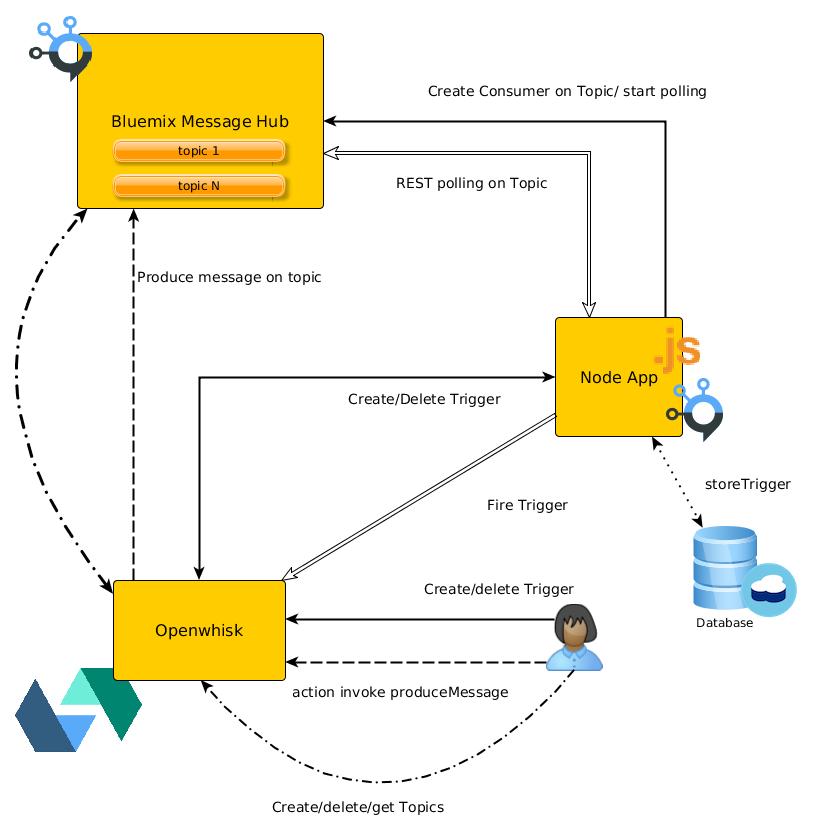 Create Consumer on Topic/ start polling
Bluemix Message Hub
topic 1
topic N
REST polling on Topic
Produce message on topic
.js
Node App
Create/Delete Trigger
storeTrigger
Fire Trigger
Create/delete Trigger
Database
Openwhisk
action invoke produceMessage
Create/delete/get Topics